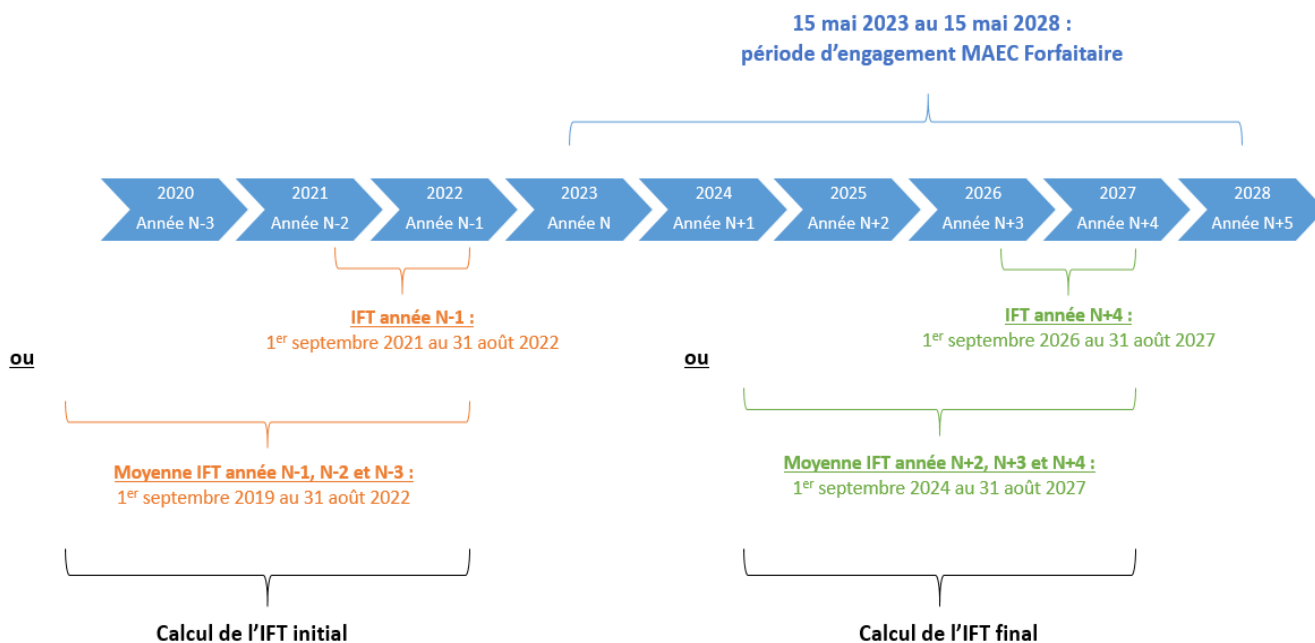 15 mai 2023 au 15 mai 2028 :
période d'engagement MAEC Forfaitaire
2020
Année N-3
2021
Année N-2
2022
Année N-1
2023
Année N
2024
Année N+1
2025
Année N+2
2026
Année N+3
2027
Année N+4
2028
Année N+5
IFT année N-1 :
1er septembre 2021 au 31 août 2022
IFT année N+4 :
1er septembre 2026 au 31 août 2027
ou
ou
Moyenne IFT année N-1, N-2 et N-3 :
1er septembre 2019 au 31 août 2022
Moyenne IFT année N+2, N+3 et N+4 :
1er septembre 2024 au 31 août 2027
Calcul de l'IFT initial
Calcul de l'IFT final